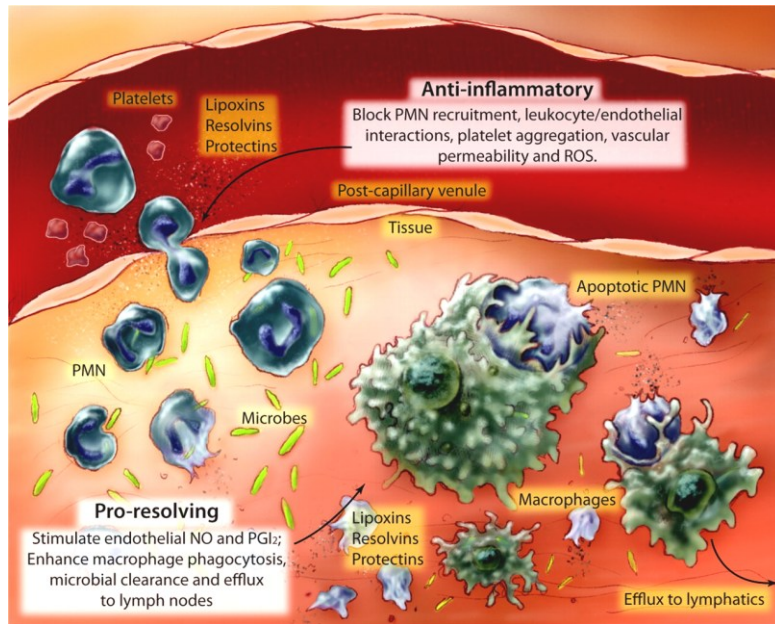 Platelets
Lipoxins
Resolvins
Protectins
Anti-inflammatory
Block PMN recruitment, leukocyte/endothelial
interactions, platelet aggregation, vascular
permeability and ROS.
Post-capillary venule
Tissue
Apoptotic PMN
PMN
Microbes
Pro-resolving
Stimulate endothelial NO and PGI₂;
Enhance macrophage phagocytosis,
microbial clearance and efflux
to lymph nodes
Lipoxins
Resolvins
Protectins
Macrophages
Efflux to lymphatics